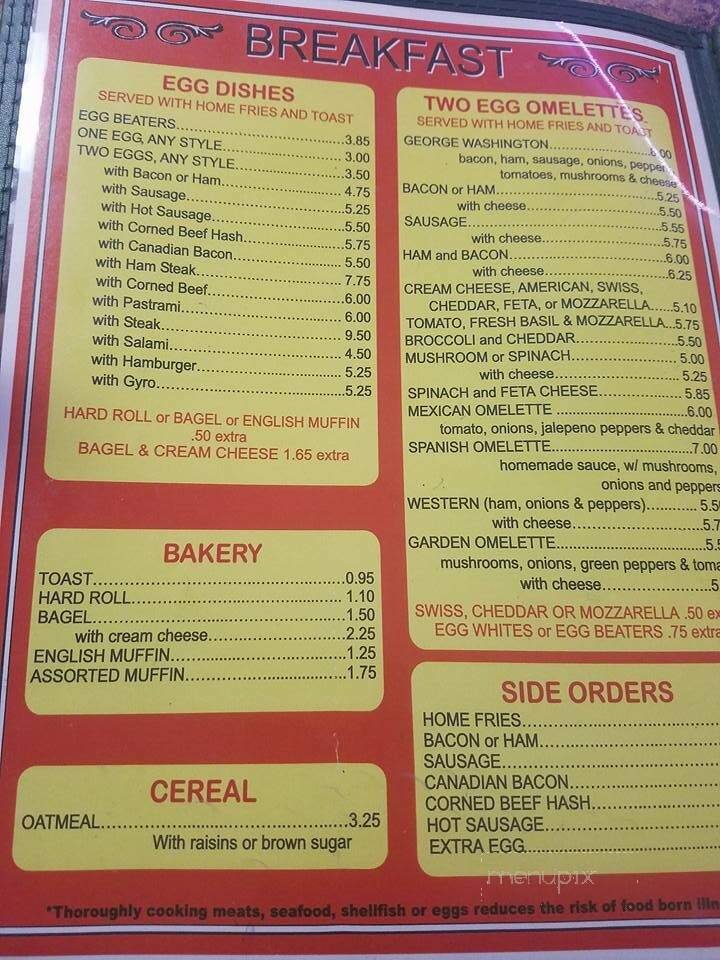 BREAKFAST
EGG DISHES
SERVED WITH HOME FRIES AND TOAST
EGG BEATERS...3.85
ONE EGG, ANY STYLE...3.00
TWO EGGS, ANY STYLE...3.50
with Bacon or Ham...4.75
with Sausage...5.25
with Hot Sausage...5.50
with Corned Beef Hash...5.75
with Canadian Bacon...5.50
with Ham Steak...7.75
with Corned Beef...6.00
with Pastrami...6.00
with Steak...9.50
with Salami...4.50
with Hamburger...5.25
with Gyro...5.25
HARD ROLL or BAGEL or ENGLISH MUFFIN
.50 extra
BAGEL & CREAM CHEESE 1.65 extra
BAKERY
TOAST...0.95
HARD ROLL...1.10
BAGEL...1.50
with cream cheese...2.25
ENGLISH MUFFIN...1.25
ASSORTED MUFFIN...1.75
CEREAL
OATMEAL...3.25
With raisins or brown sugar
TWO EGG OMELETTES
SERVED WITH HOME FRIES AND TOAST
GEORGE WASHINGTON...
bacon, ham, sausage, onions, pepper
tomatoes, mushrooms & cheese
BACON or HAM...5.25
with cheese...5.50
SAUSAGE...5.55
with cheese...5.75
HAM and BACON...6.00
with cheese...6.25
CREAM CHEESE, AMERICAN, SWISS,
CHEDDAR, FETA, or MOZZARELLA...5.10
TOMATO, FRESH BASIL & MOZZARELLA...5.75
BROCCOLI and CHEDDAR...5.50
MUSHROOM or SPINACH...5.00
with cheese...5.25
SPINACH and FETA CHEESE...5.85
MEXICAN OMELETTE...6.00
tomato, onions, jalepeno peppers & cheddar
SPANISH OMELETTE...7.00
homemade sauce, w/ mushrooms,
onions and peppers
WESTERN (ham, onions & peppers)...5.5
with cheese...5.7
GARDEN OMELETTE...5.5
mushrooms, onions, green peppers & toma
with cheese...5.
SWISS, CHEDDAR OR MOZZARELLA .50 ex
EGG WHITES or EGG BEATERS .75 extra
SIDE ORDERS
HOME FRIES...
BACON or HAM...
SAUSAGE...
CANADIAN BACON...
CORNED BEEF HASH...
HOT SAUSAGE...
EXTRA EGG...
menupix
*Thoroughly cooking meats, seafood, shellfish or eggs reduces the risk of food born illne